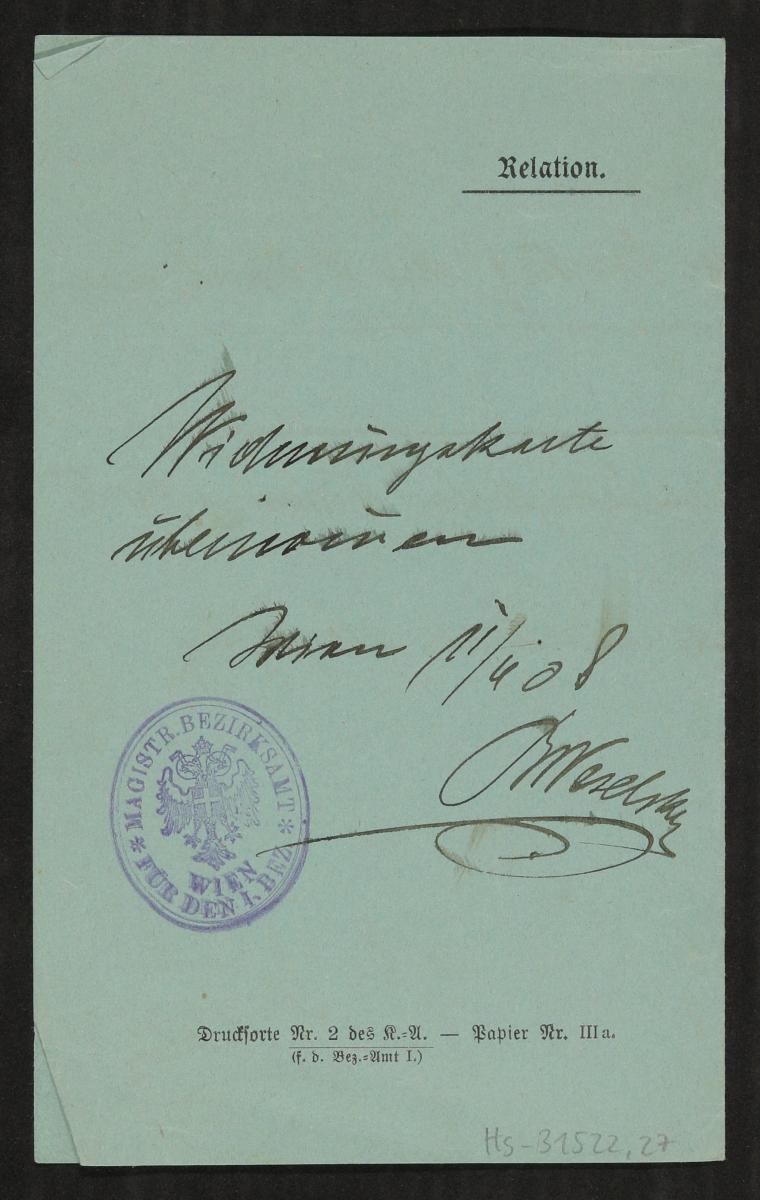 Relation.
Widmungskarte
übernommen
Wien 11/4 08
Weselsky
* MAGISTR. BEZIRKSAMT *
FÜR DEN I. BEZ.
WIEN
Drucksorte Nr. 2 des K.=A. — Papier Nr. IIIa.
(f. d. Bez.=Amt I.)
Hs-31522,27